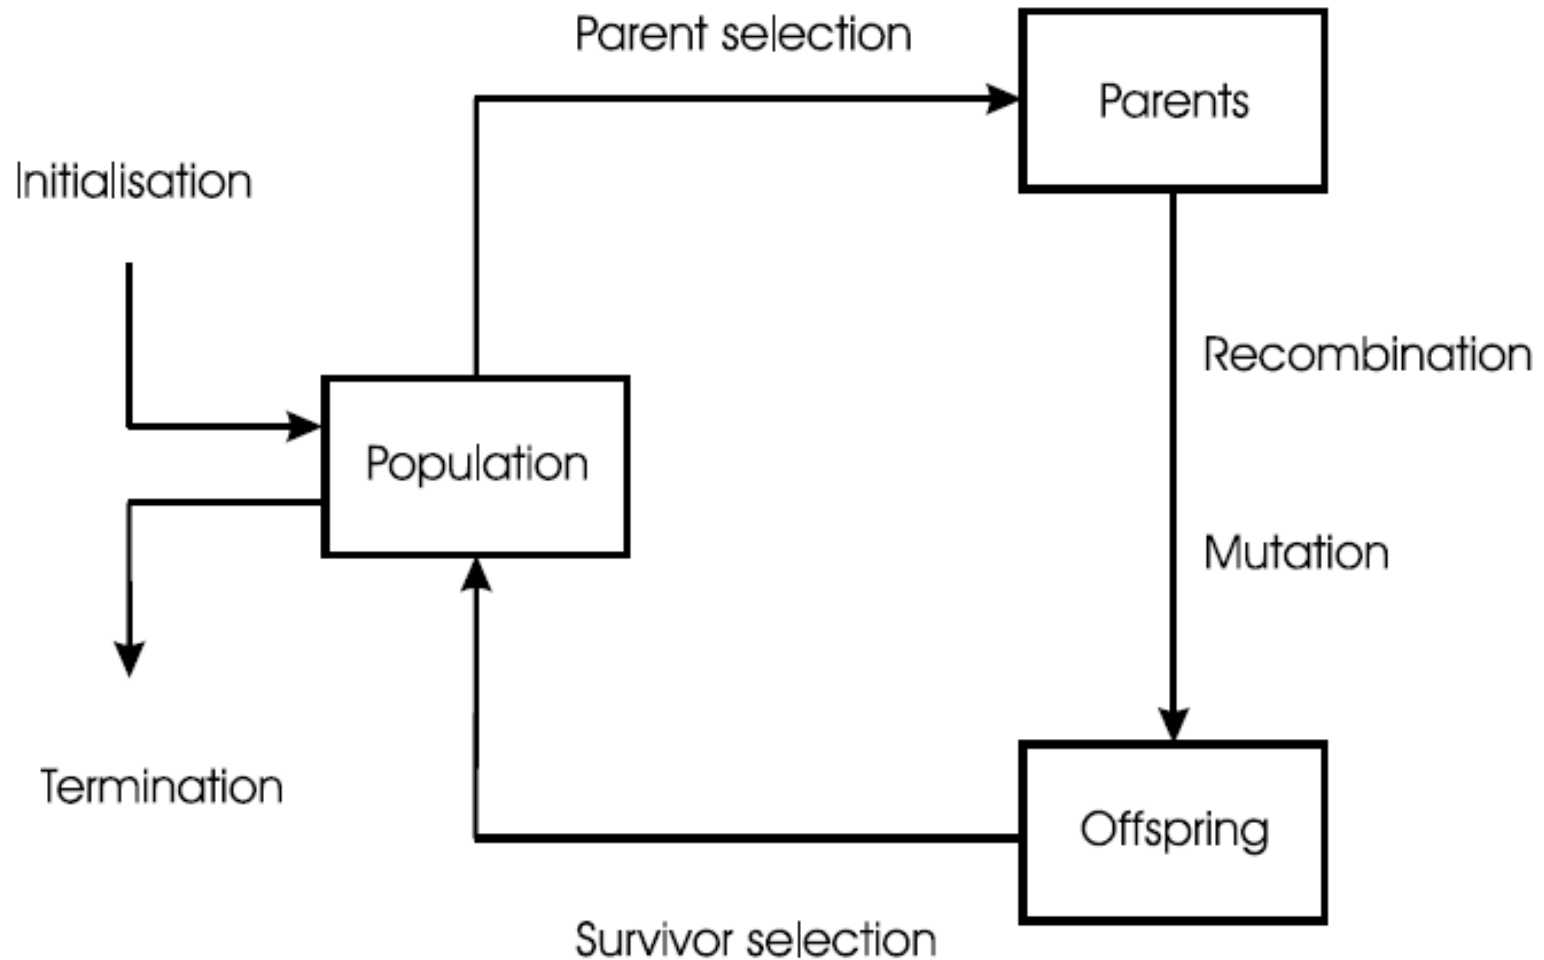 Parent selection
Parents
Initialisation
Recombination
Population
Mutation
Termination
Offspring
Survivor selection